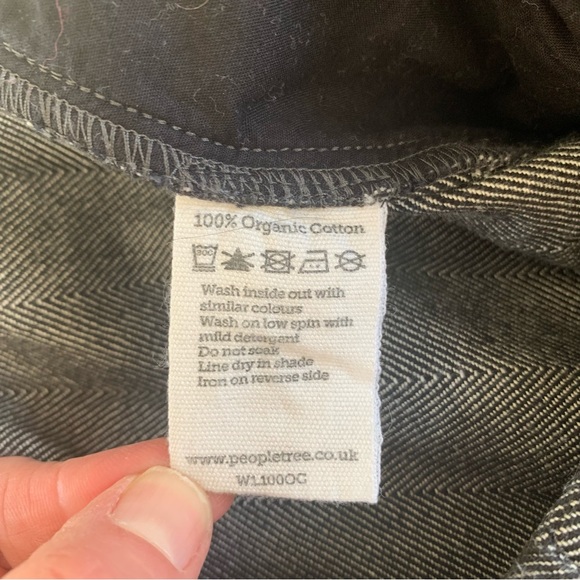 100% Organic Cotton
Wash inside out with
similar colours
Wash on low spin with
mild detergent
Do not soak
Line dry in shade
Iron on reverse side
www.peopletree.co.uk
W1100OC